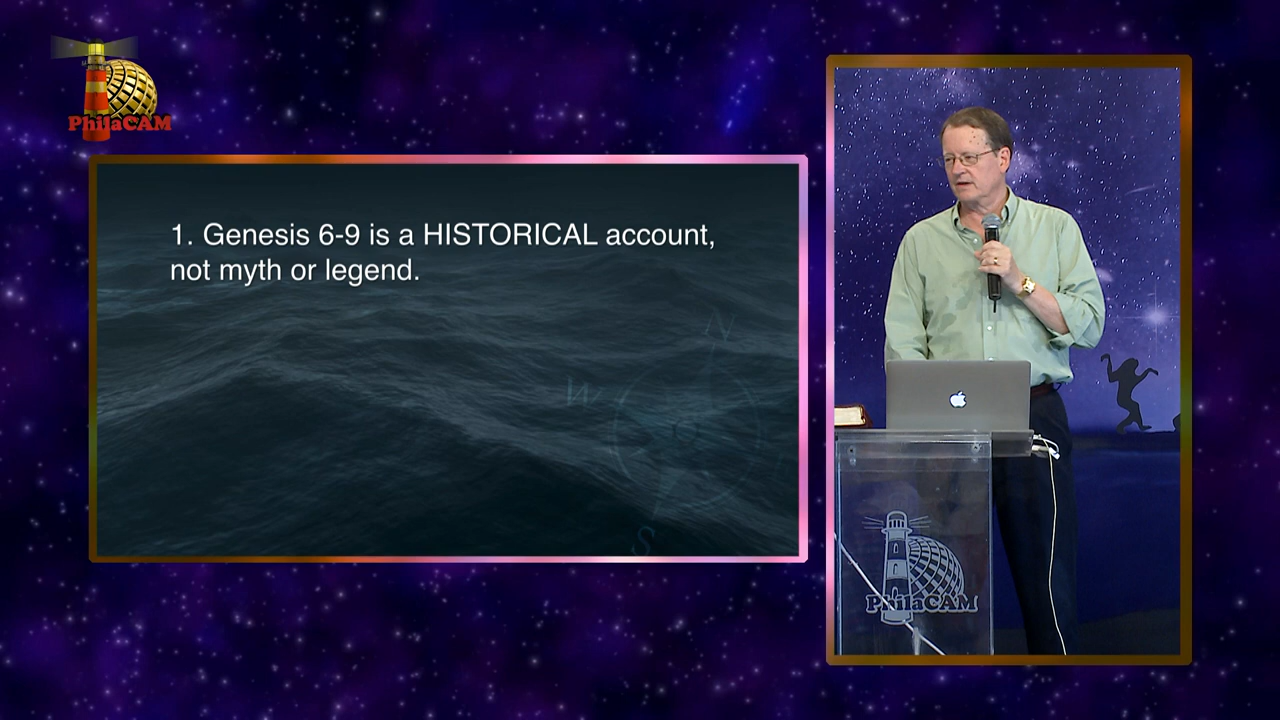 PhilaCAM
1. Genesis 6-9 is a HISTORICAL account,
not myth or legend.
N
W
S
PhilaCAM